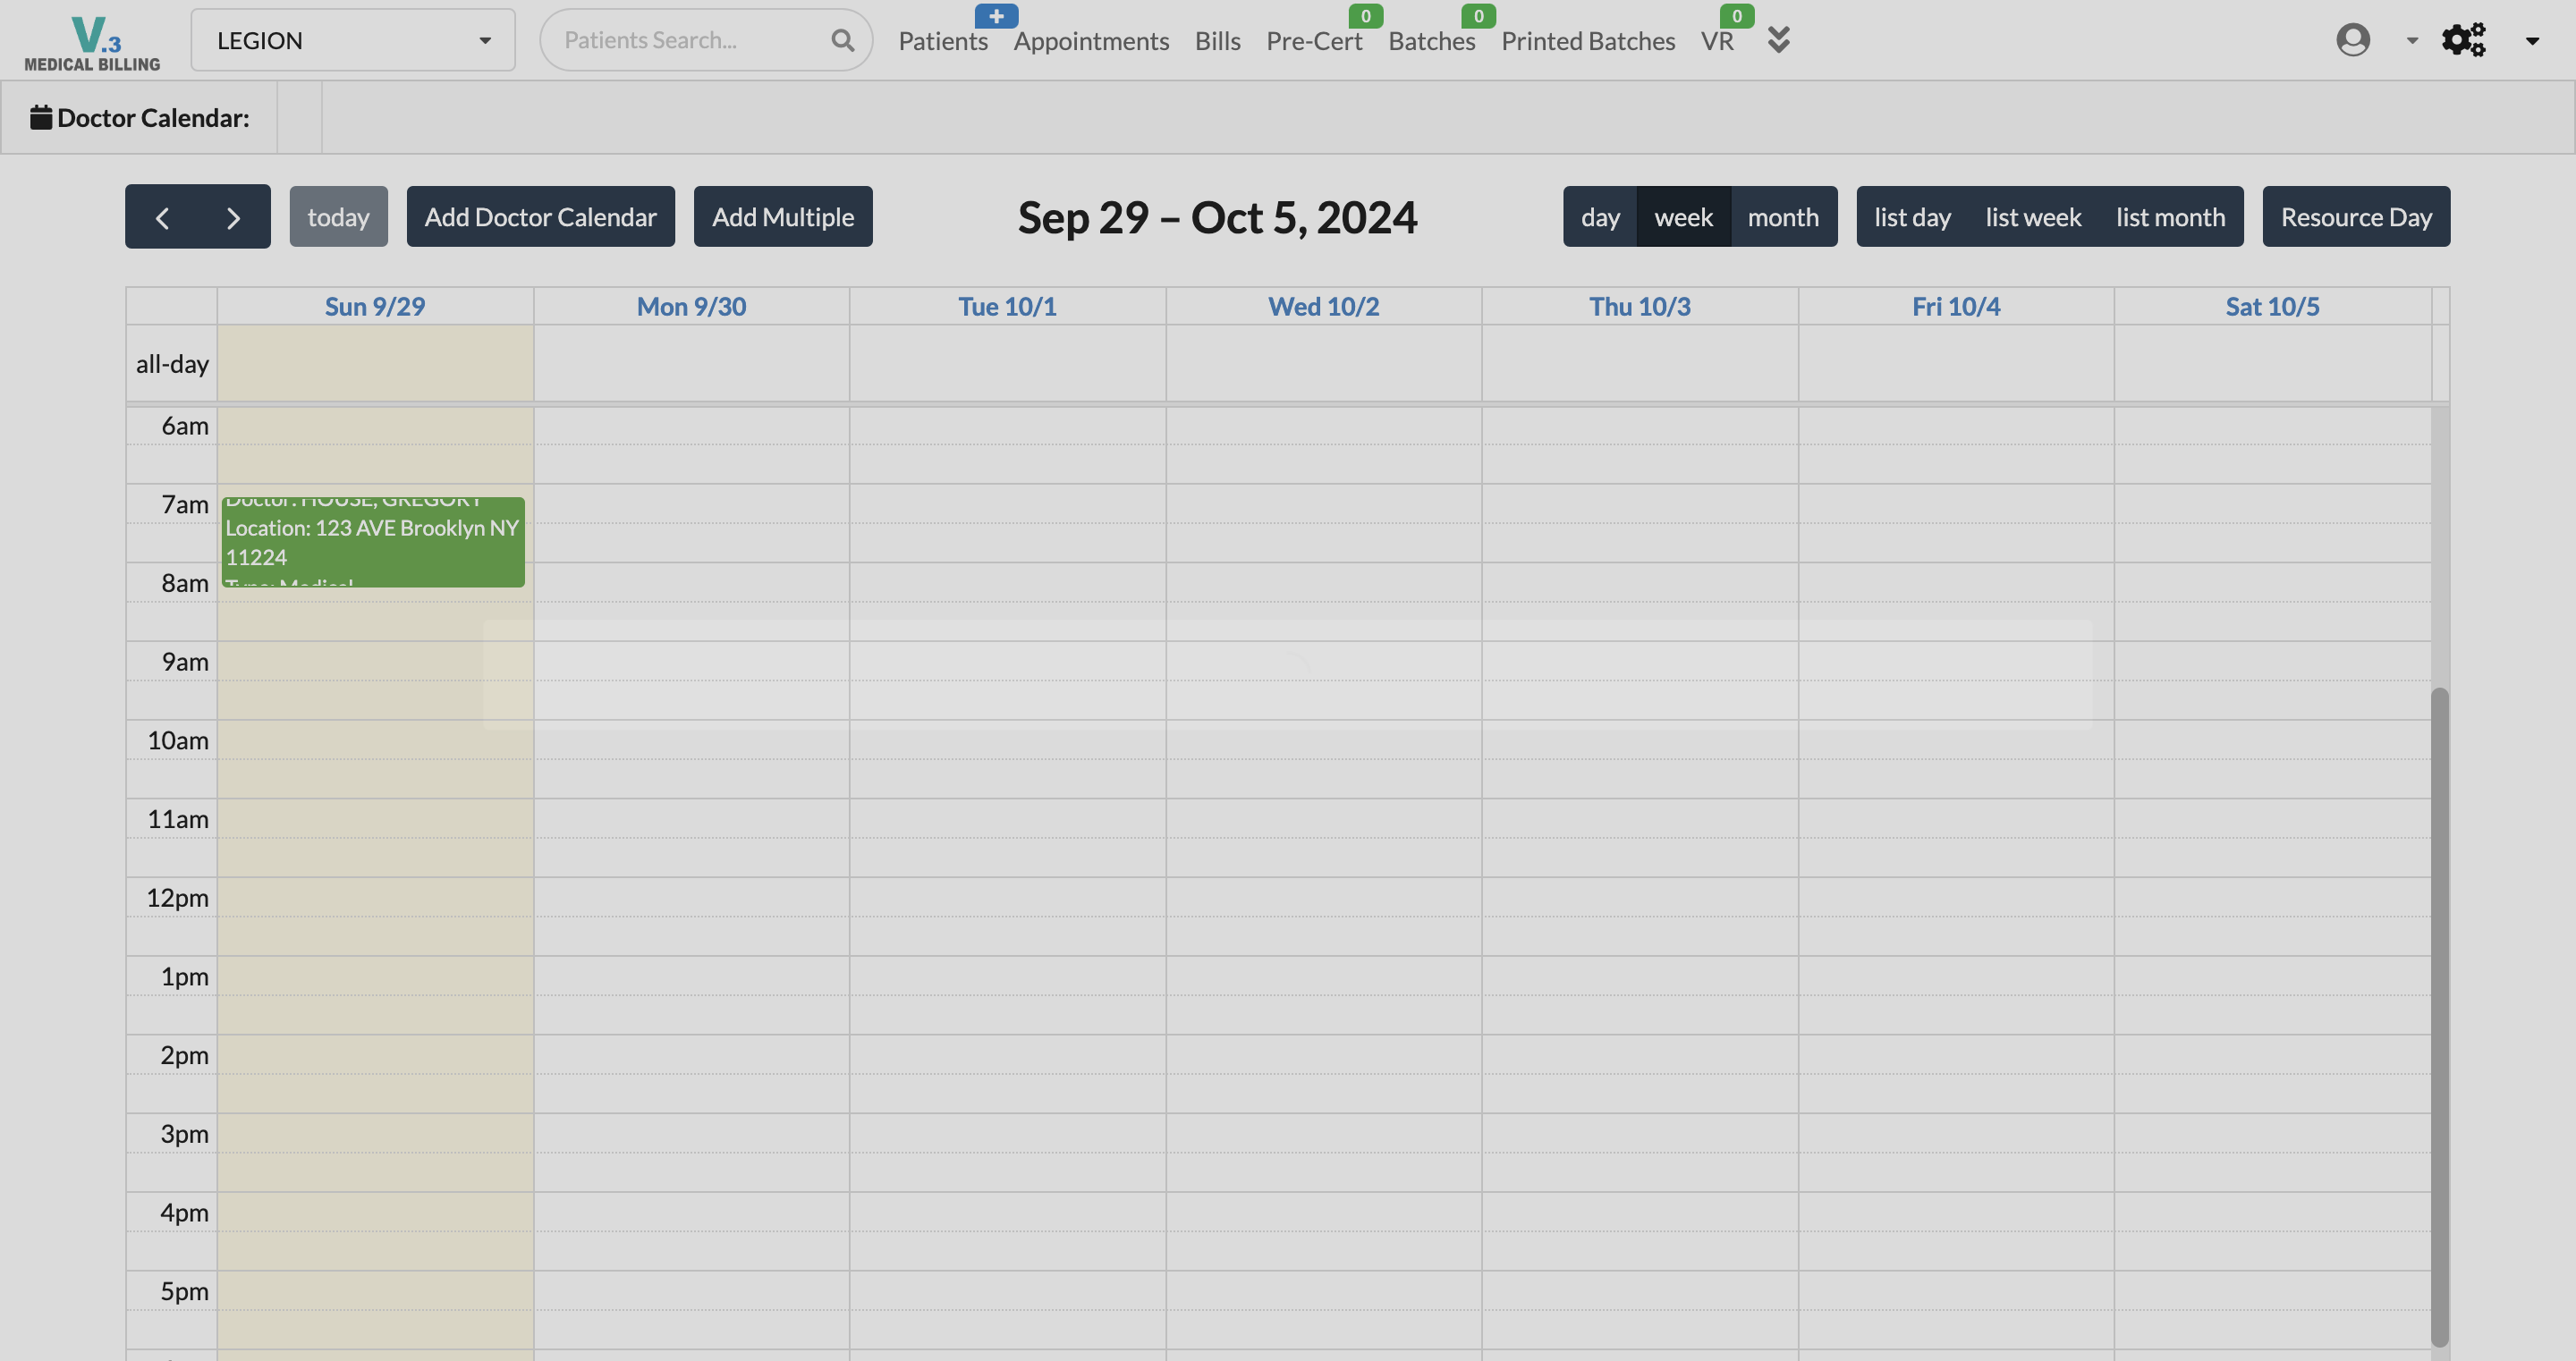 V.3
MEDICAL BILLING
LEGION
Patients Search...
Patients
Appointments
Bills
Pre-Cert
0
Batches
0
Printed Batches
VR
0
Doctor Calendar:
today
Add Doctor Calendar
Add Multiple
Sep 29 – Oct 5, 2024
day
week
month
list day
list week
list month
Resource Day
Sun 9/29
Mon 9/30
Tue 10/1
Wed 10/2
Thu 10/3
Fri 10/4
Sat 10/5
all-day
6am
7am
Doctor: HOUSE, GREGORY
Location: 123 AVE Brooklyn NY
11224
Type: Medical
8am
9am
10am
11am
12pm
1pm
2pm
3pm
4pm
5pm